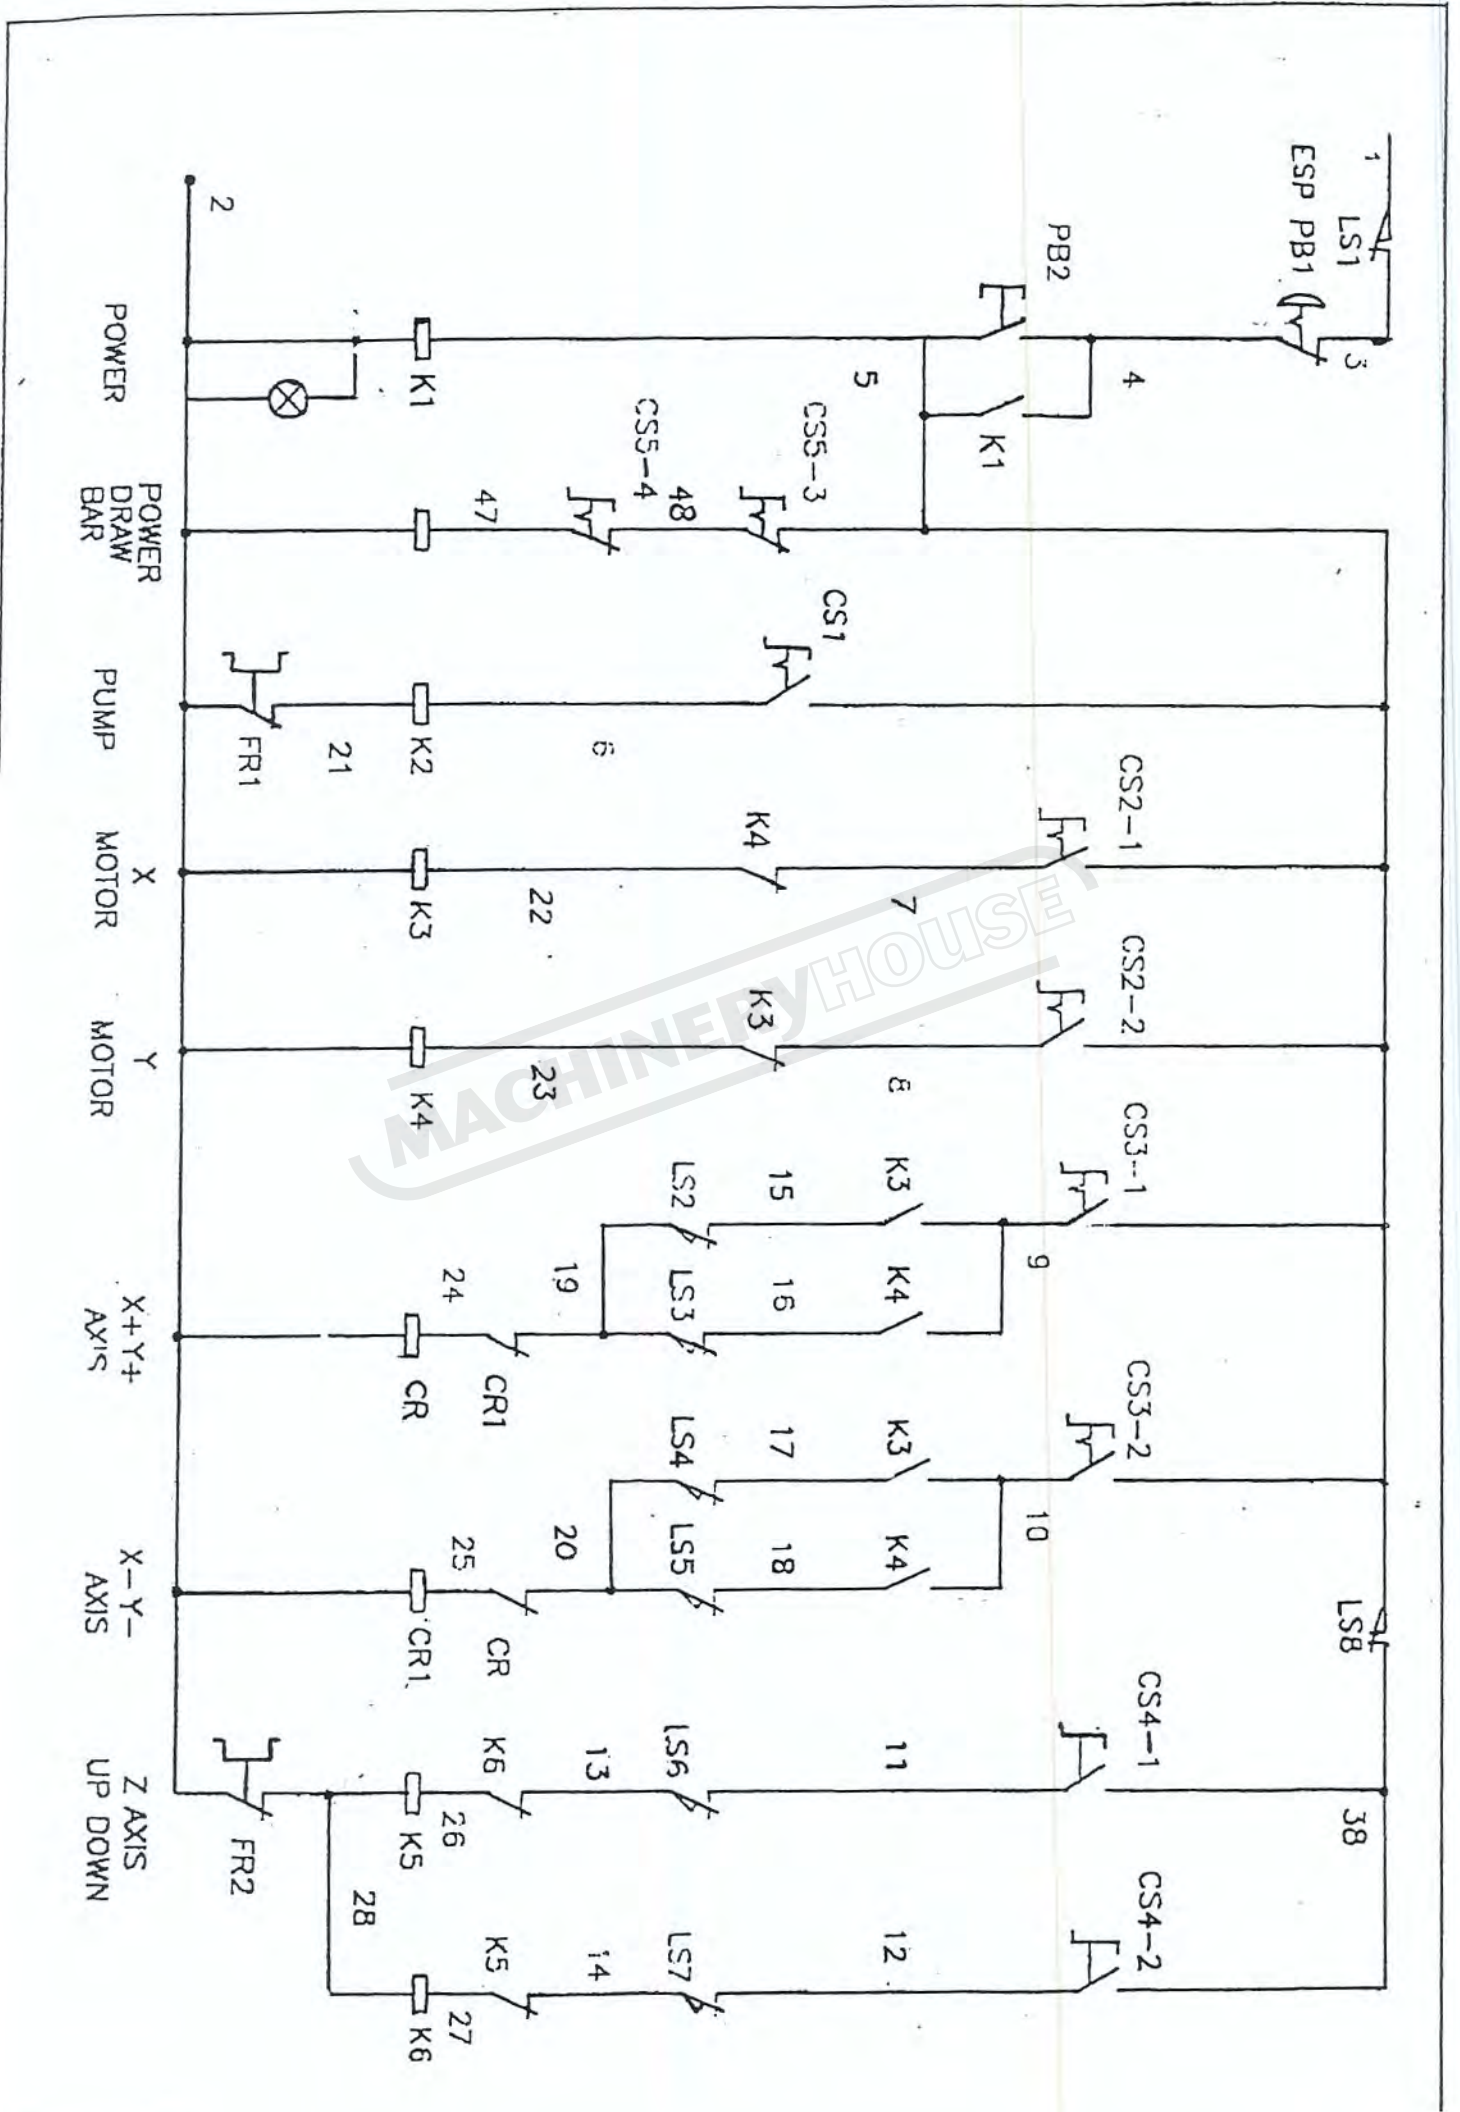 1
LS1
ESP PB1
3
PB2
4
K1
5
K1
2
POWER
CS5-3
48
CS5-4
47
POWER
DRAW
BAR
CS1
6
K2
21
FR1
PUMP
CS2-1
7
K4
22
K3
X
MOTOR
CS2-2
8
K3
23
K4
Y
MOTOR
CS3-1
9
K3
K4
15
16
LS2
LS3
19
CR1
24
CR
X+Y+
AXIS
CS3-2
10
K3
K4
17
18
LS4
LS5
20
CR
25
CR1
X-Y-
AXIS
LS8
38
CS4-1
11
LS6
13
K6
26
K5
CS4-2
12
LS7
14
K5
27
K6
28
FR2
Z AXIS
UP DOWN
MACHINERYHOUSE